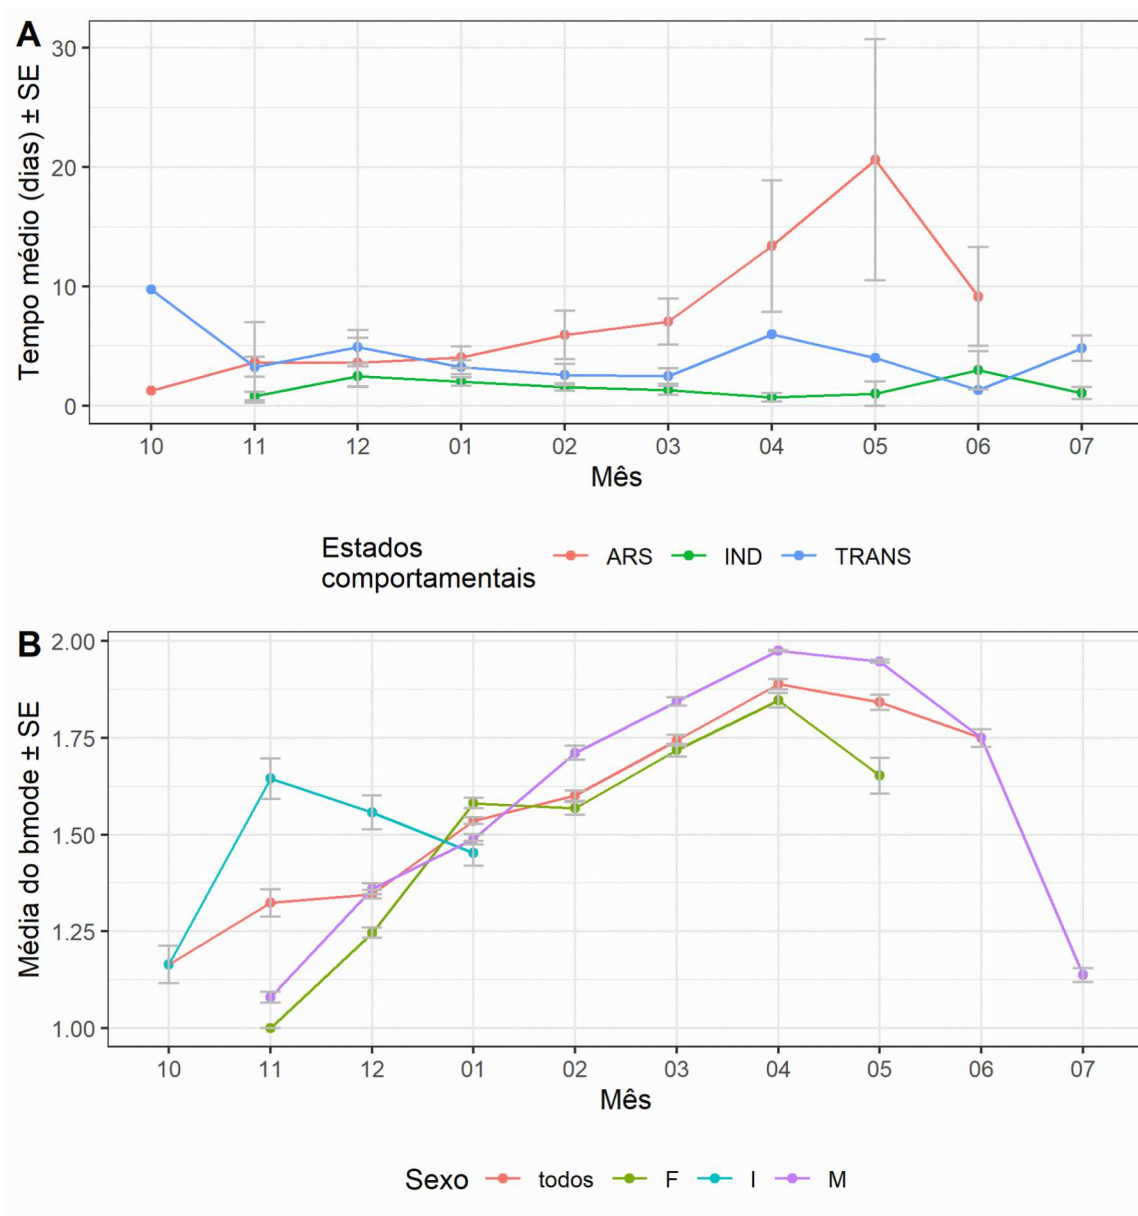 A
Tempo médio (dias) ± SE
30
20
10
0
10 11 12 01 02 03 04 05 06 07
Mês
Estados
comportamentais
ARS IND TRANS
B
Média do bmode ± SE
2.00
1.75
1.50
1.25
1.00
10 11 12 01 02 03 04 05 06 07
Mês
Sexo todos F I M